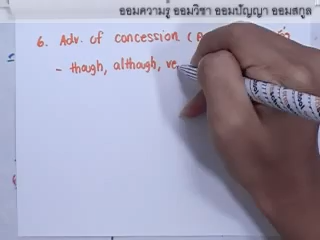 ออมความรู้ ออมวิชา ออมปัญญา ออมสกูล
6. Adv. of concession (
- though, although, ve